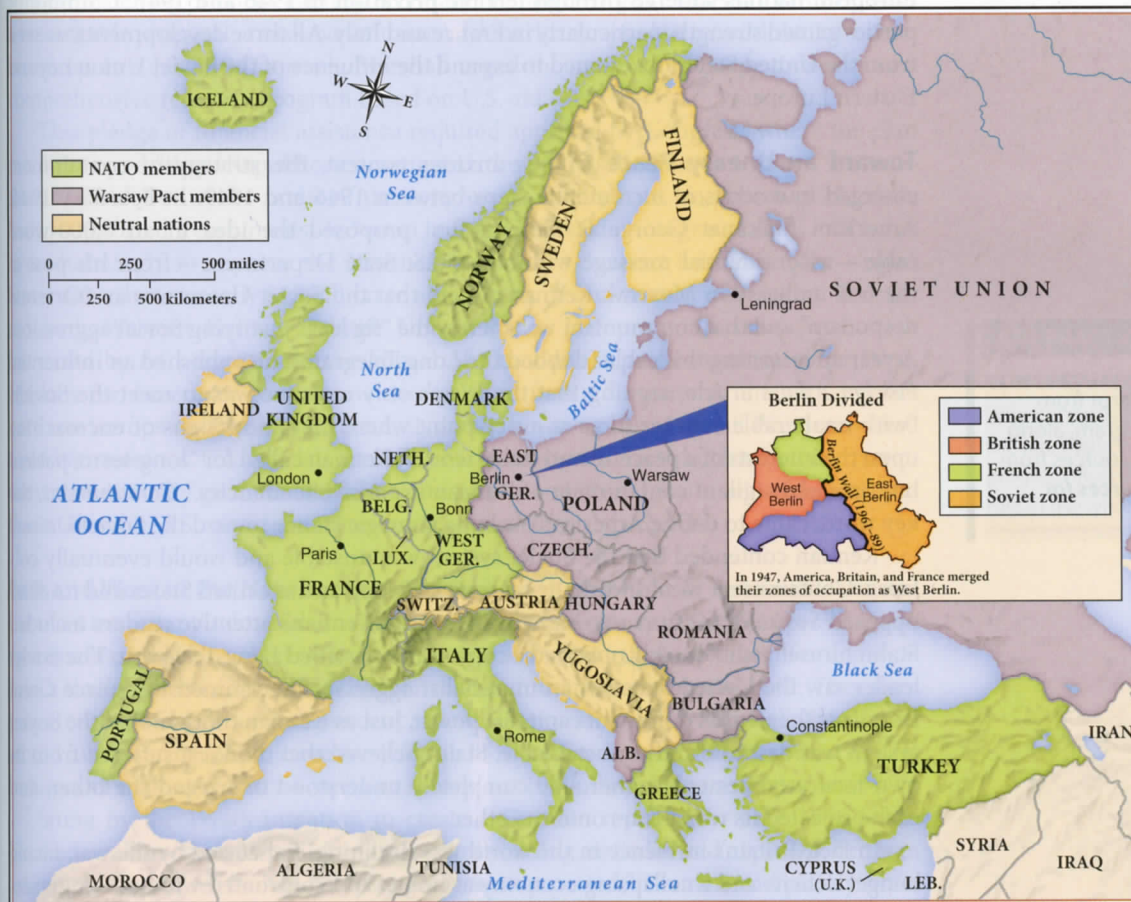 N
W
E
S
ICELAND
NATO members
Warsaw Pact members
Neutral nations
0 250 500 miles
0 250 500 kilometers
Norwegian
Sea
FINLAND
SWEDEN
NORWAY
Leningrad
SOVIET UNION
North
Sea
Baltic Sea
DENMARK
IRELAND
UNITED
KINGDOM
London
NETH.
BELG.
Bonn
LUX.
WEST
GER.
EAST
GER.
Berlin
Warsaw
POLAND
CZECH.
ATLANTIC
OCEAN
Paris
FRANCE
SWITZ.
AUSTRIA
HUNGARY
ROMANIA
ITALY
YUGOSLAVIA
BULGARIA
Black Sea
PORTUGAL
SPAIN
Rome
ALB.
GREECE
Constantinople
TURKEY
IRAN
SYRIA
IRAQ
LEB.
CYPRUS
(U.K.)
MOROCCO
ALGERIA
TUNISIA
Mediterranean Sea
Berlin Divided
West
Berlin
East
Berlin
Berlin Wall (1961–89)
American zone
British zone
French zone
Soviet zone
In 1947, America, Britain, and France merged
their zones of occupation as West Berlin.